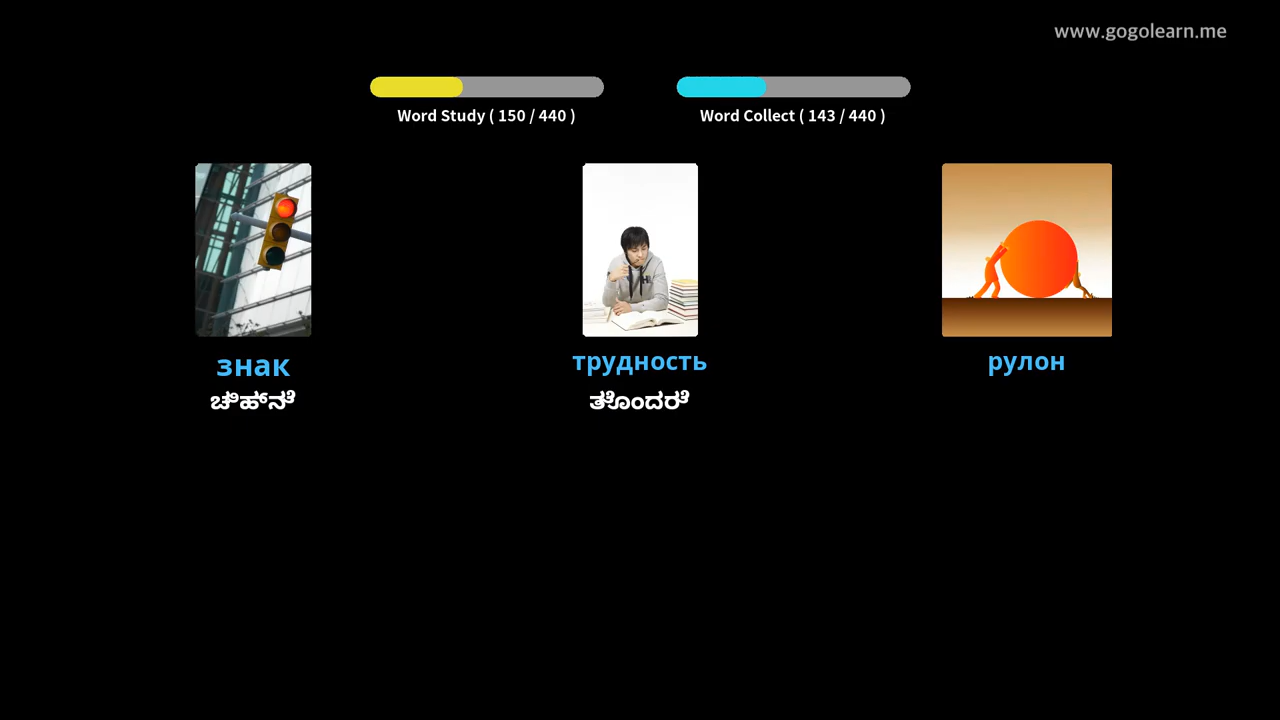 www.gogolearn.me
Word Study ( 150 / 440 )
Word Collect ( 143 / 440 )
знак
трудность
рулон
ಚಿಹ್ನೆ
ತೊಂದರೆ